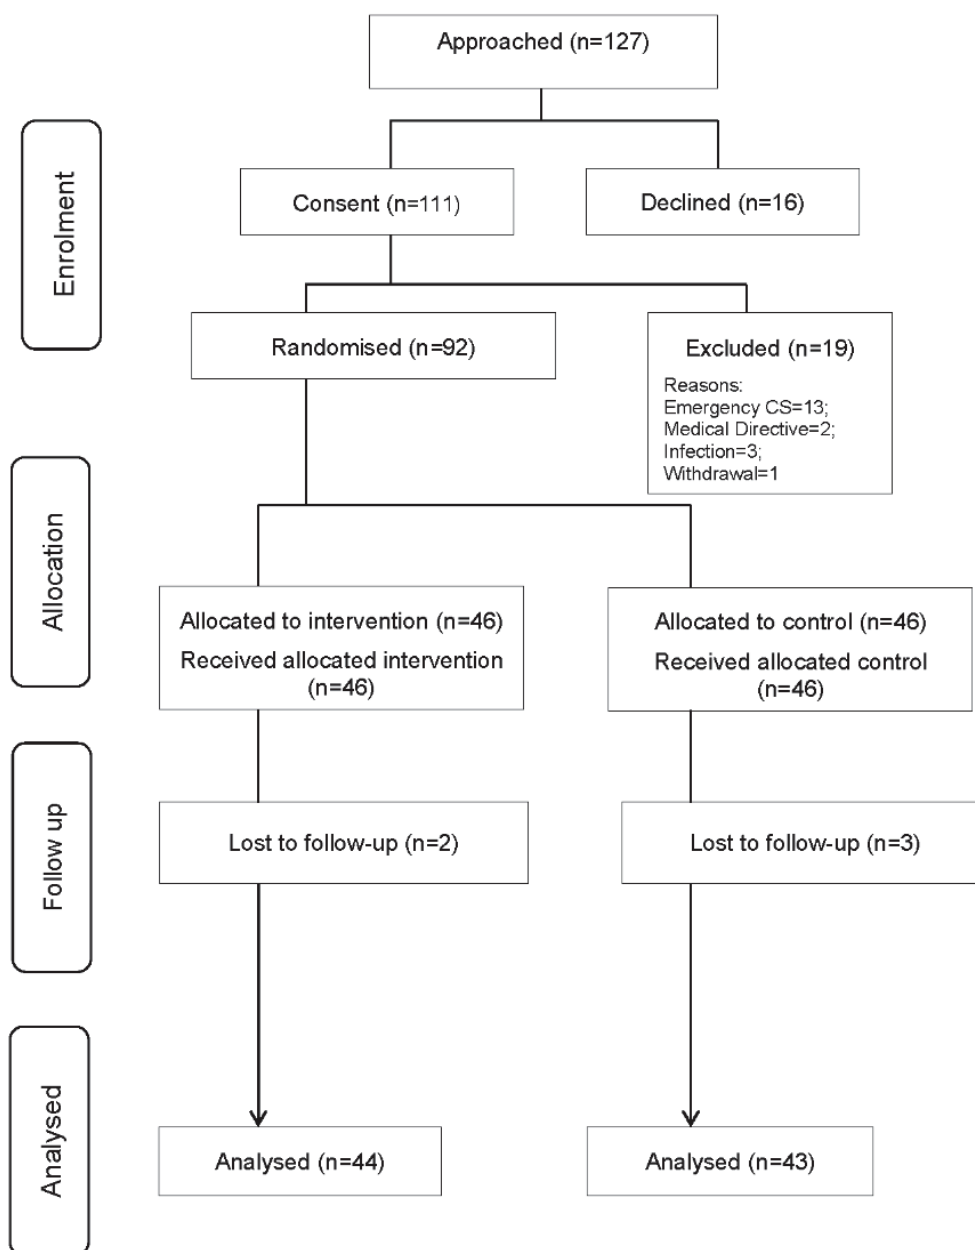 Approached (n=127)
Enrolment
Consent (n=111)
Declined (n=16)
Randomised (n=92)
Excluded (n=19)
Reasons:
Emergency CS=13;
Medical Directive=2;
Infection=3;
Withdrawal=1
Allocation
Allocated to intervention (n=46)
Received allocated intervention
(n=46)
Allocated to control (n=46)
Received allocated control
(n=46)
Follow up
Lost to follow-up (n=2)
Lost to follow-up (n=3)
Analysed
Analysed (n=44)
Analysed (n=43)